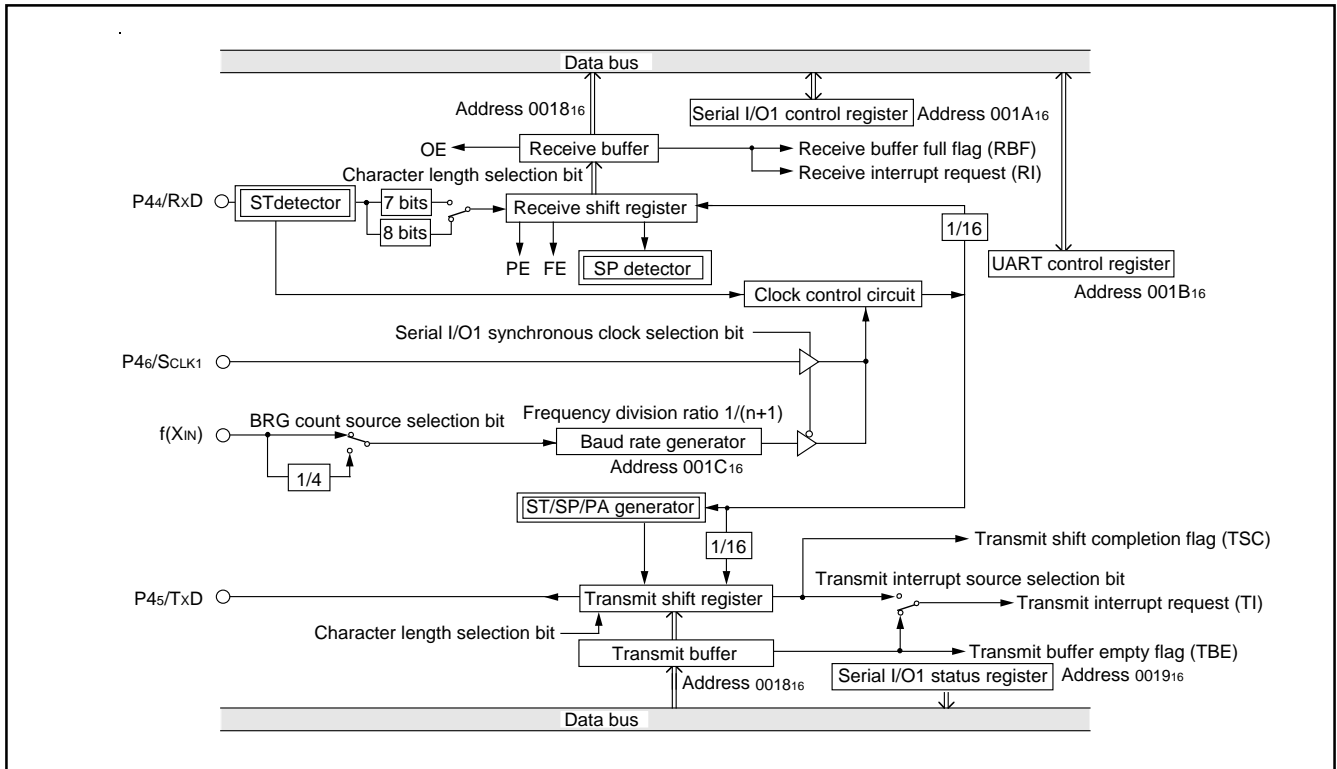 Data bus
Address 001816
Serial I/O1 control register Address 001A16
OE Receive buffer Receive buffer full flag (RBF)
Receive interrupt request (RI)
Character length selection bit
P44/RXD STdetector 7 bits Receive shift register
8 bits
1/16
PE FE SP detector UART control register
Address 001B16
Clock control circuit
Serial I/O1 synchronous clock selection bit
P46/SCLK1
BRG count source selection bit Frequency division ratio 1/(n+1)
f(XIN) Baud rate generator
1/4 Address 001C16
ST/SP/PA generator
1/16 Transmit shift completion flag (TSC)
Transmit interrupt source selection bit
P45/TXD Transmit shift register Transmit interrupt request (TI)
Character length selection bit
Transmit buffer Transmit buffer empty flag (TBE)
Address 001816 Serial I/O1 status register Address 001916
Data bus